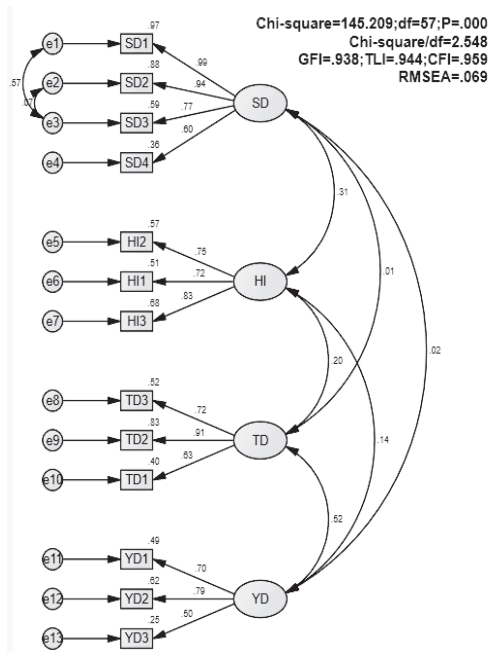 Chi-square=145.209;df=57;P=.000
Chi-square/df=2.548
GFI=.938;TLI=.944;CFI=.959
RMSEA=.069
.97
e1 SD1
.99
.88
e2 SD2
.94
.57
.07
.59
e3 SD3
.77
SD
.36
e4 SD4
.60
.31
.57
e5 HI2
.75
.51
e6 HI1
.72
HI
.68
e7 HI3
.83
.01
.02
.20
.52
e8 TD3
.72
.83
e9 TD2
.91
TD
.14
.40
e10 TD1
.63
.52
.49
e11 YD1
.70
.62
e12 YD2
.79
YD
.25
e13 YD3
.50